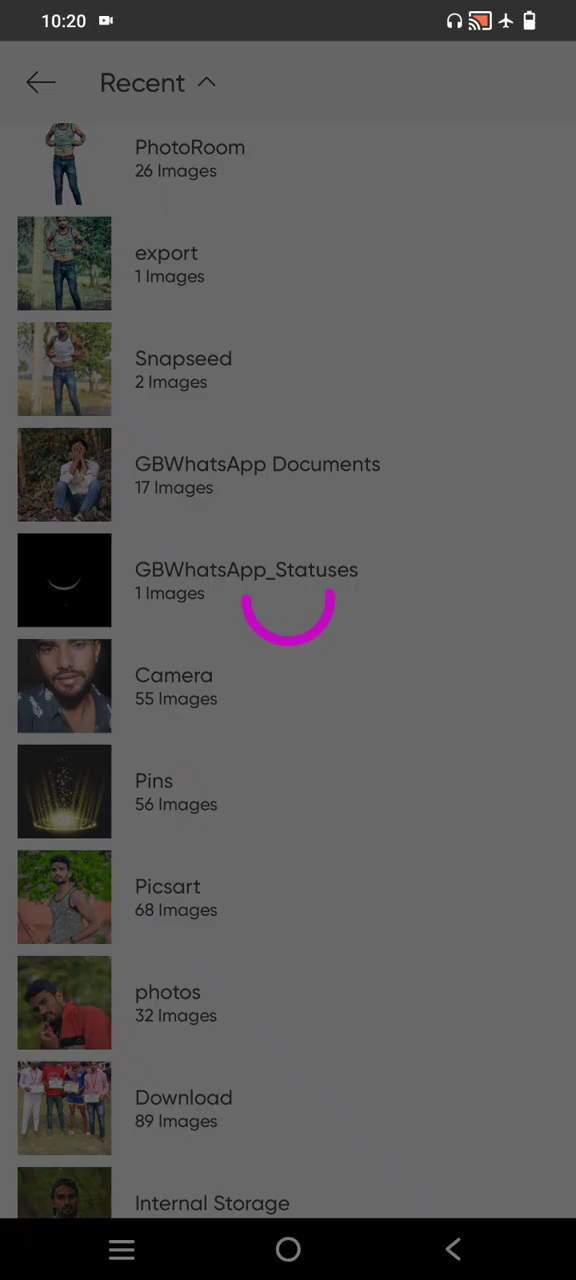 10:20
Recent
PhotoRoom
26 Images
export
1 Images
Snapseed
2 Images
GBWhatsApp Documents
17 Images
GBWhatsApp_Statuses
1 Images
Camera
55 Images
Pins
56 Images
Picsart
68 Images
photos
32 Images
Download
89 Images
Internal Storage